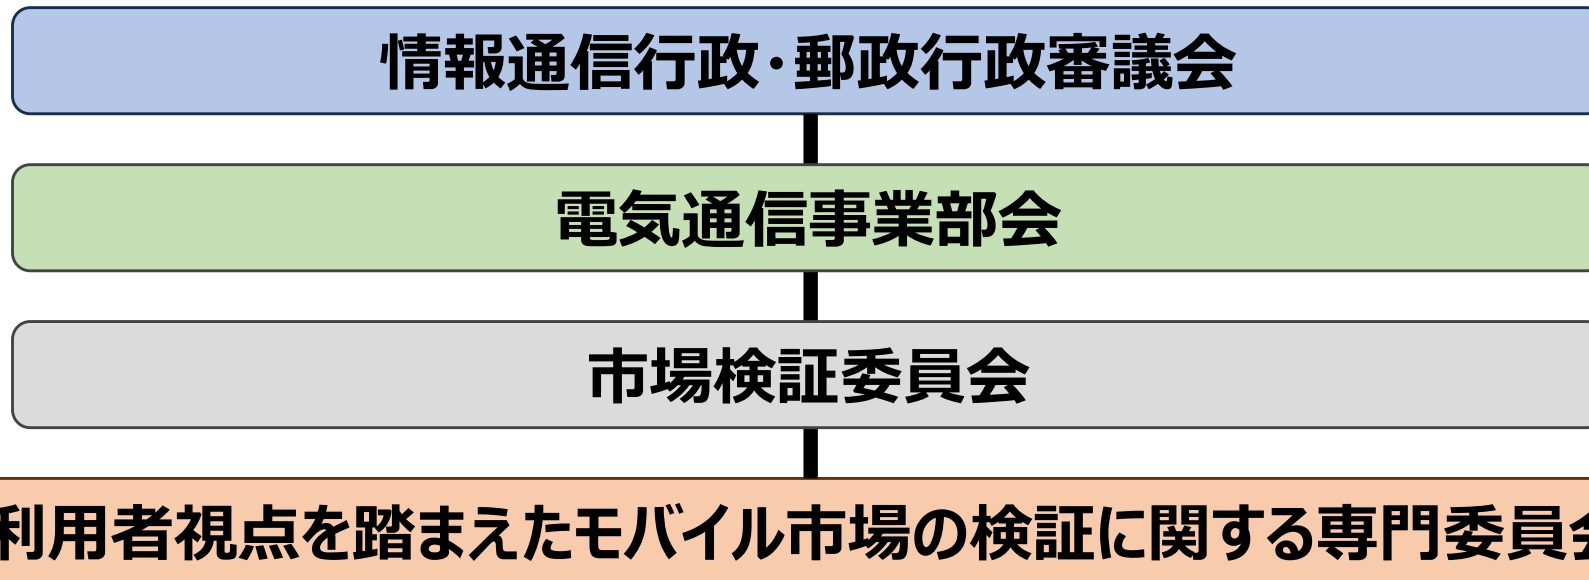 情報通信行政・郵政行政審議会
電気通信事業部会
市場検証委員会
利用者視点を踏まえたモバイル市場の検証に関する専門委員会